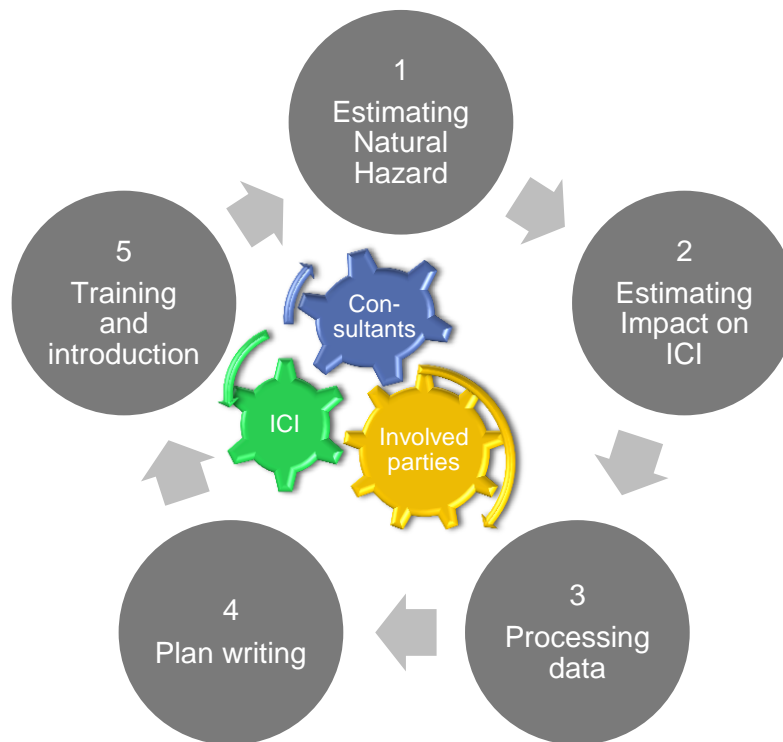 1
Estimating
Natural
Hazard
2
Estimating
Impact on
ICI
3
Processing
data
4
Plan writing
5
Training
and
introduction
Con-
sultants
ICI
Involved
parties